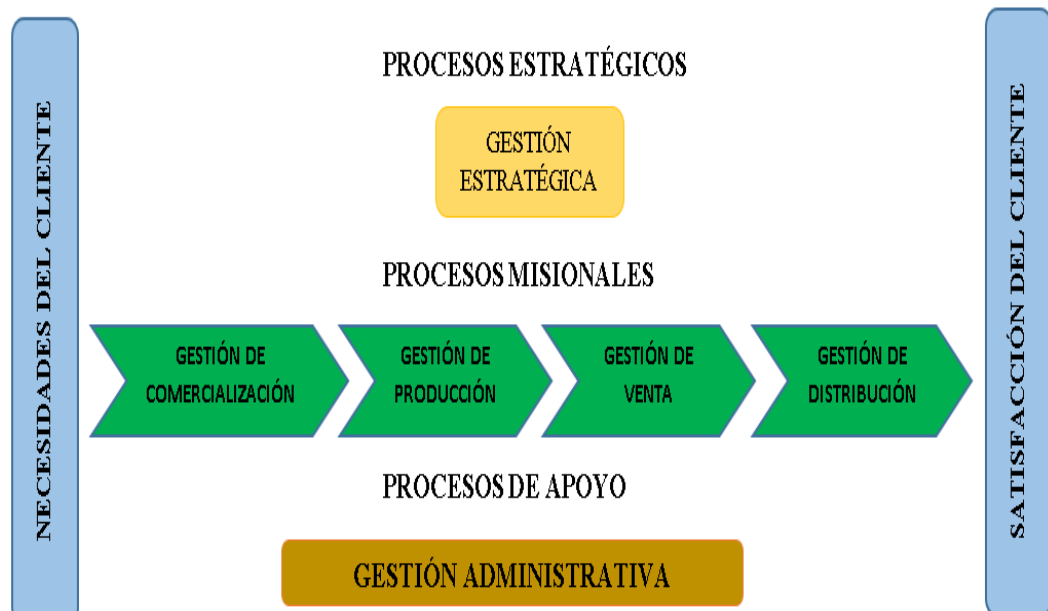 NECESIDADES DEL CLIENTE
PROCESOS ESTRATÉGICOS
GESTIÓN
ESTRATÉGICA
PROCESOS MISIONALES
GESTIÓN DE
COMERCIALIZACIÓN
GESTIÓN DE
PRODUCCIÓN
GESTIÓN DE
VENTA
GESTIÓN DE
DISTRIBUCIÓN
PROCESOS DE APOYO
GESTIÓN ADMINISTRATIVA
SATISFACCIÓN DEL CLIENTE